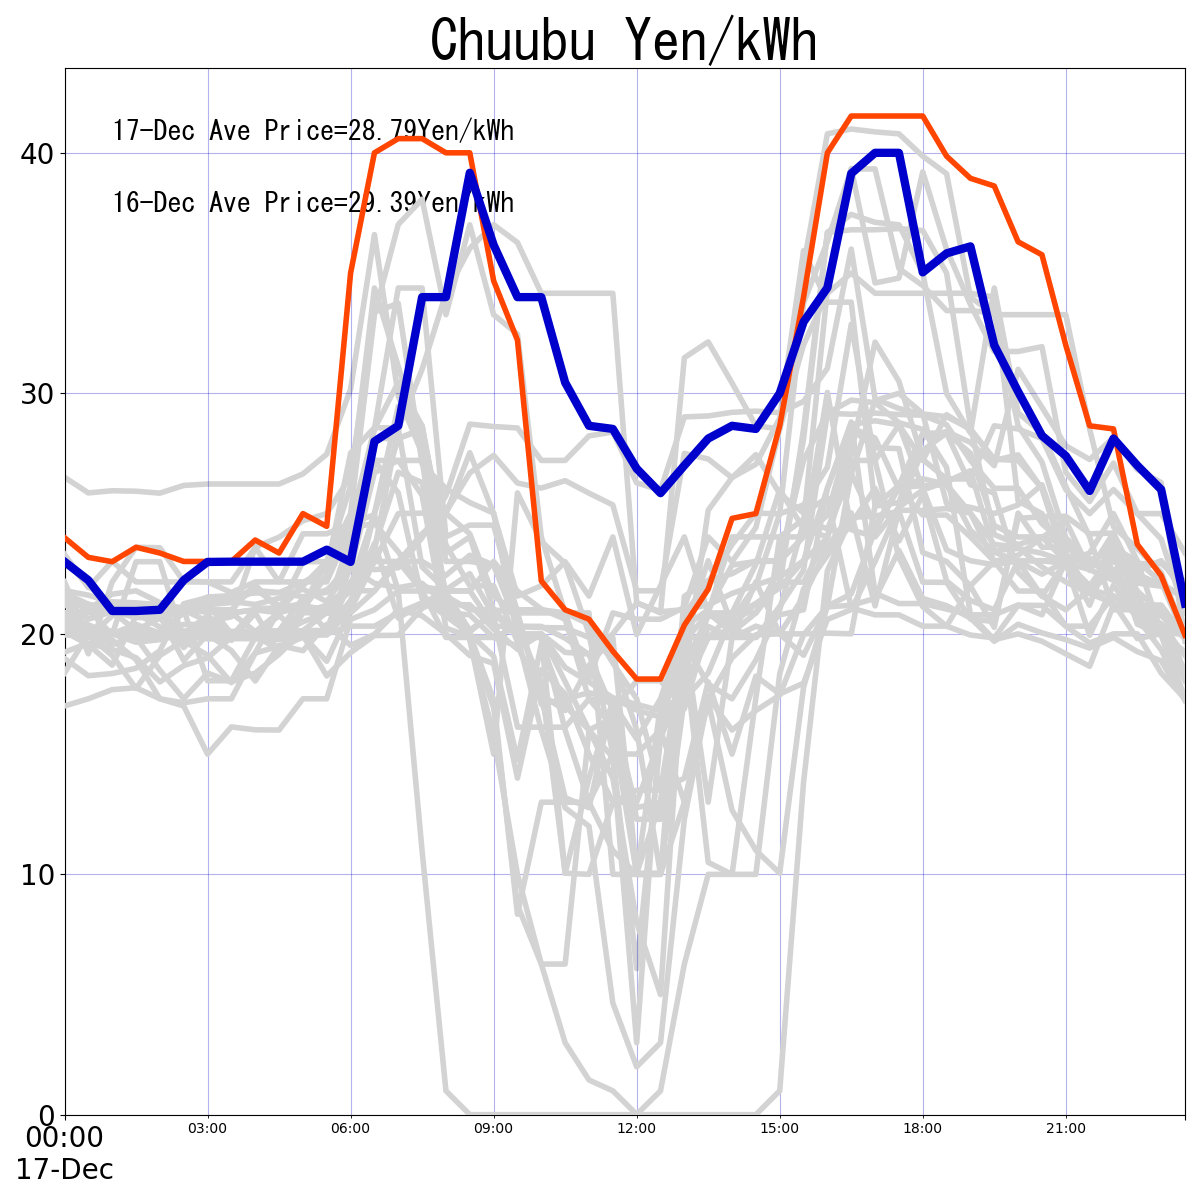 Chuubu Yen/kWh
17-Dec Ave Price=28.79Yen/kWh
16-Dec Ave Price=29.39Yen/kWh
40
30
20
10
0
00:00 03:00 06:00 09:00 12:00 15:00 18:00 21:00
17-Dec